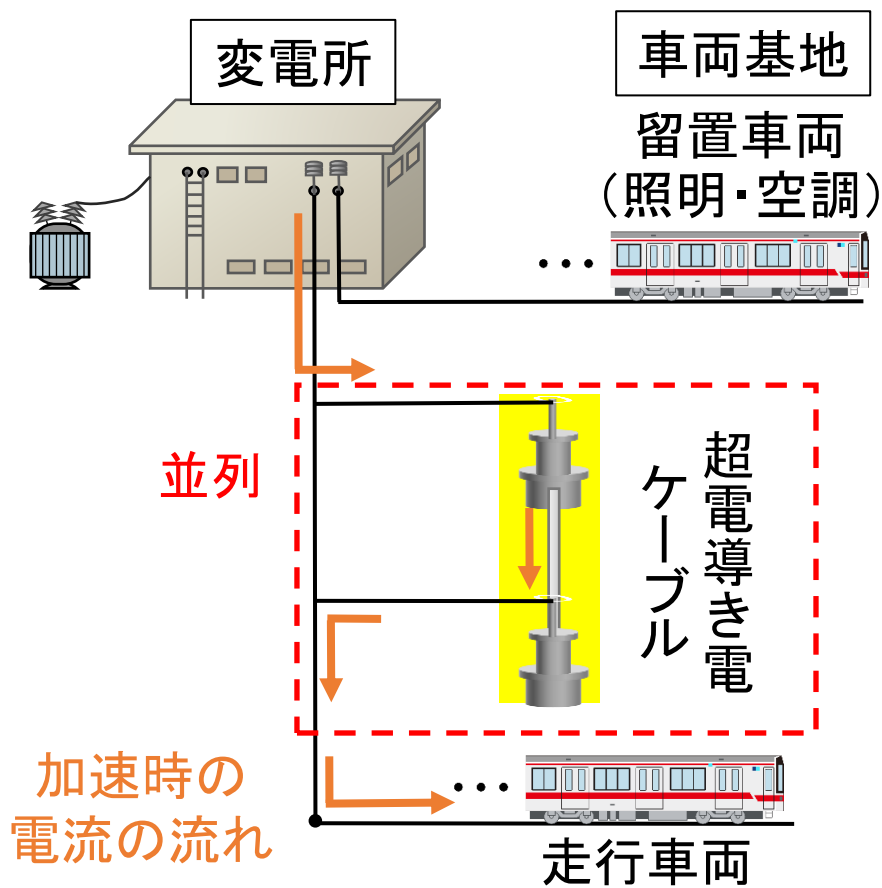 変電所
車両基地
留置車両
(照明・空調)
並列
超電導き電
ケーブル
加速時の
電流の流れ
走行車両